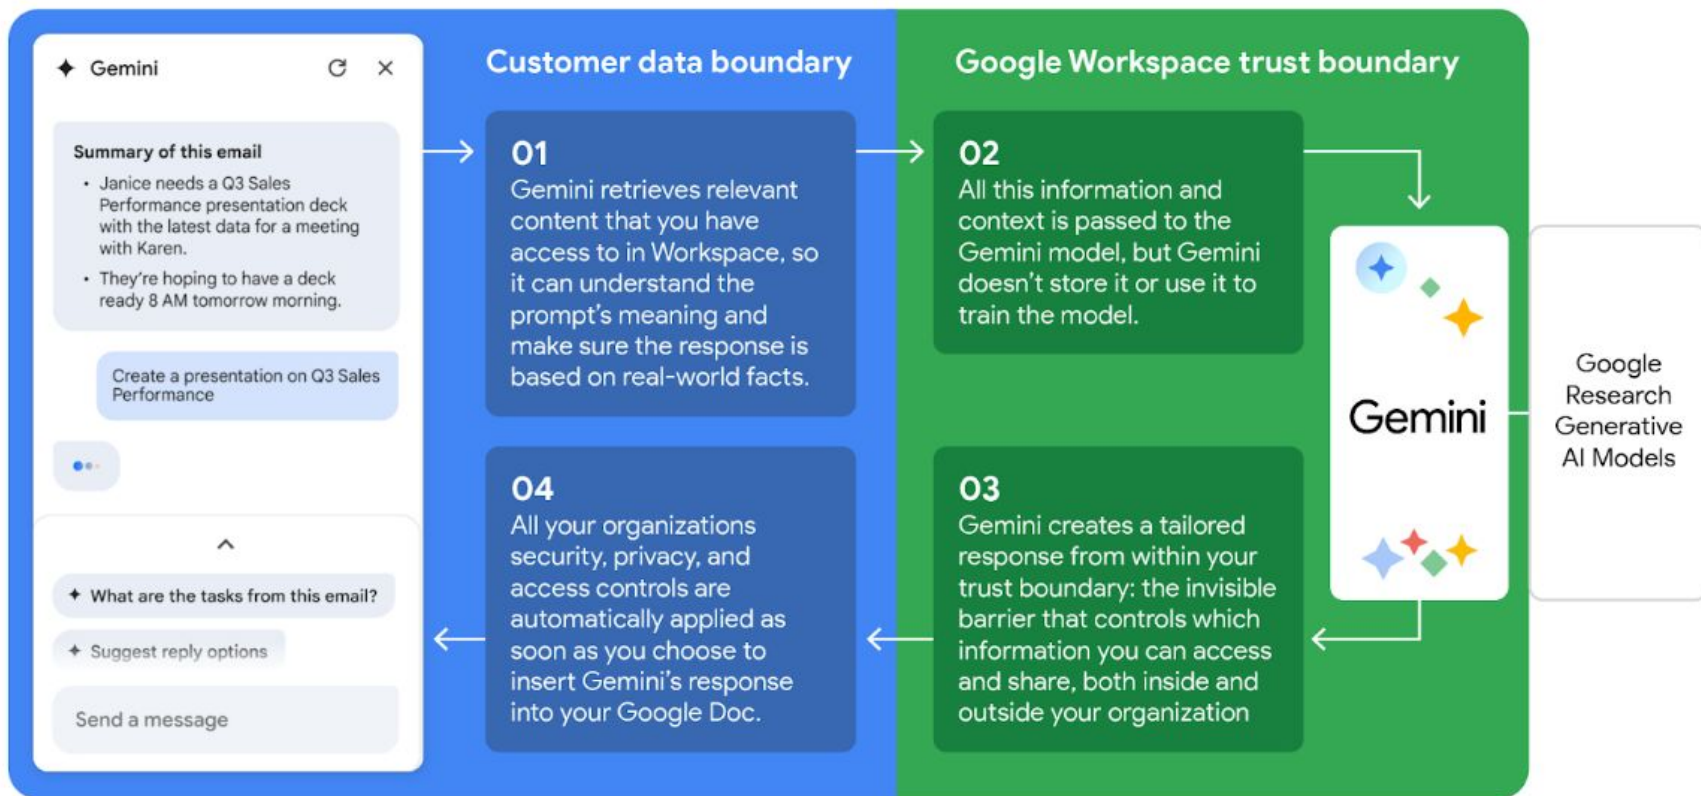 Gemini
Summary of this email
• Janice needs a Q3 Sales
Performance presentation deck
with the latest data for a meeting
with Karen.
• They're hoping to have a deck
ready 8 AM tomorrow morning.
Create a presentation on Q3 Sales
Performance
What are the tasks from this email?
Suggest reply options
Send a message
Customer data boundary
01
Gemini retrieves relevant
content that you have
access to in Workspace, so
it can understand the
prompt's meaning and
make sure the response is
based on real-world facts.
Google Workspace trust boundary
02
All this information and
context is passed to the
Gemini model, but Gemini
doesn't store it or use it to
train the model.
Gemini
Google
Research
Generative
AI Models
03
Gemini creates a tailored
response from within your
trust boundary: the invisible
barrier that controls which
information you can access
and share, both inside and
outside your organization
04
All your organizations
security, privacy, and
access controls are
automatically applied as
soon as you choose to
insert Gemini's response
into your Google Doc.